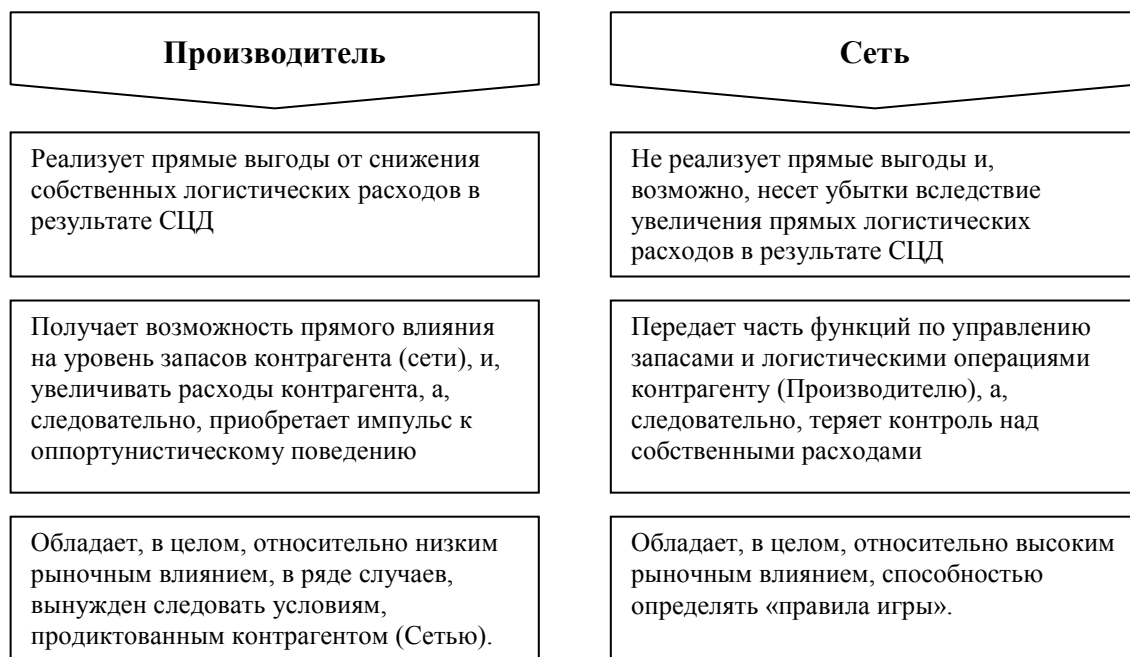 Производитель
Реализует прямые выгоды от снижения
собственных логистических расходов в
результате СЦД
Получает возможность прямого влияния
на уровень запасов контрагента (сети), и,
увеличивать расходы контрагента, а,
следовательно, приобретает импульс к
оппортунистическому поведению
Обладает, в целом, относительно низким
рыночным влиянием, в ряде случаев,
вынужден следовать условиям,
продиктованным контрагентом (Сетью).
Сеть
Не реализует прямые выгоды и,
возможно, несет убытки вследствие
увеличения прямых логистических
расходов в результате СЦД
Передает часть функций по управлению
запасами и логистическими операциями
контрагенту (Производителю), а,
следовательно, теряет контроль над
собственными расходами
Обладает, в целом, относительно высоким
рыночным влиянием, способностью
определять «правила игры».